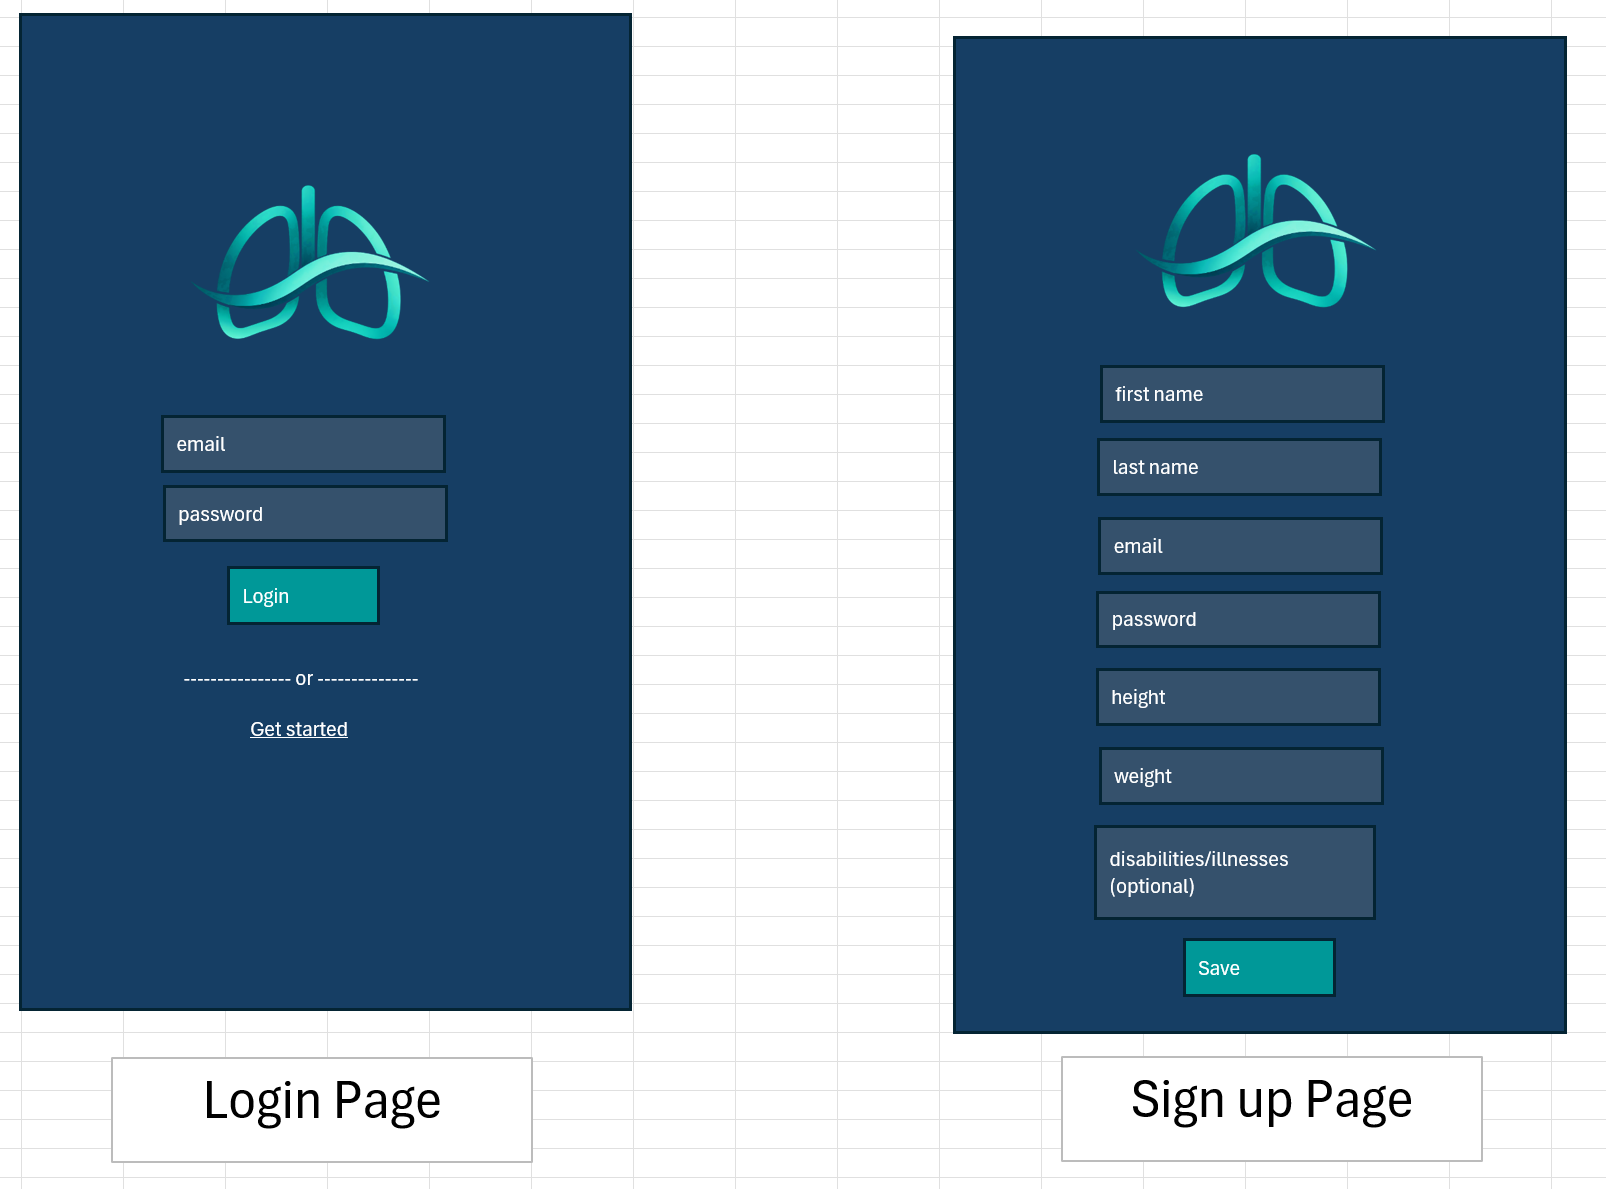 email
password
Login
---------------- or ---------------
Get started
Login Page
first name
last name
email
password
height
weight
disabilities/illnesses
(optional)
Save
Sign up Page